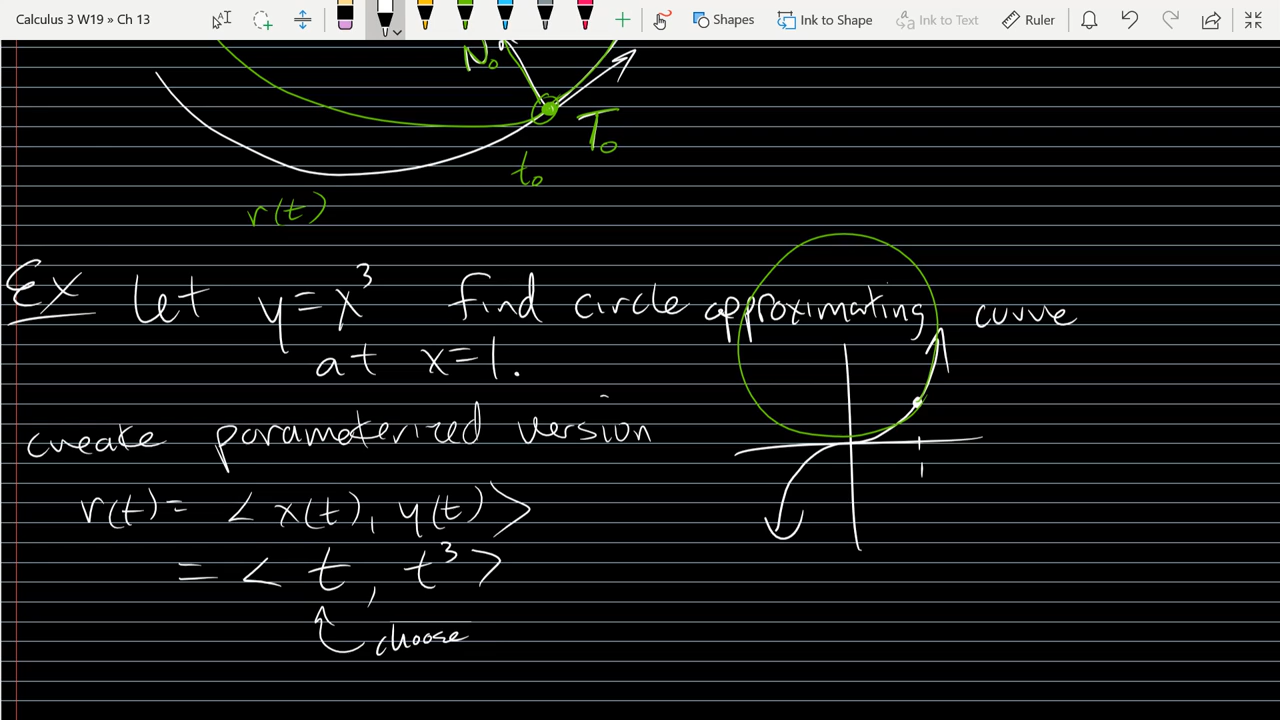 Calculus 3 W19 » Ch 13
Shapes
Ink to Shape
Ink to Text
Ruler
N₀
T₀
t₀
r(t)
Ex Let y=x³ find circle approximating curve
at x=1.
1
create parameterized version
r(t)= < x(t), y(t) >
= < t, t³ >
choose